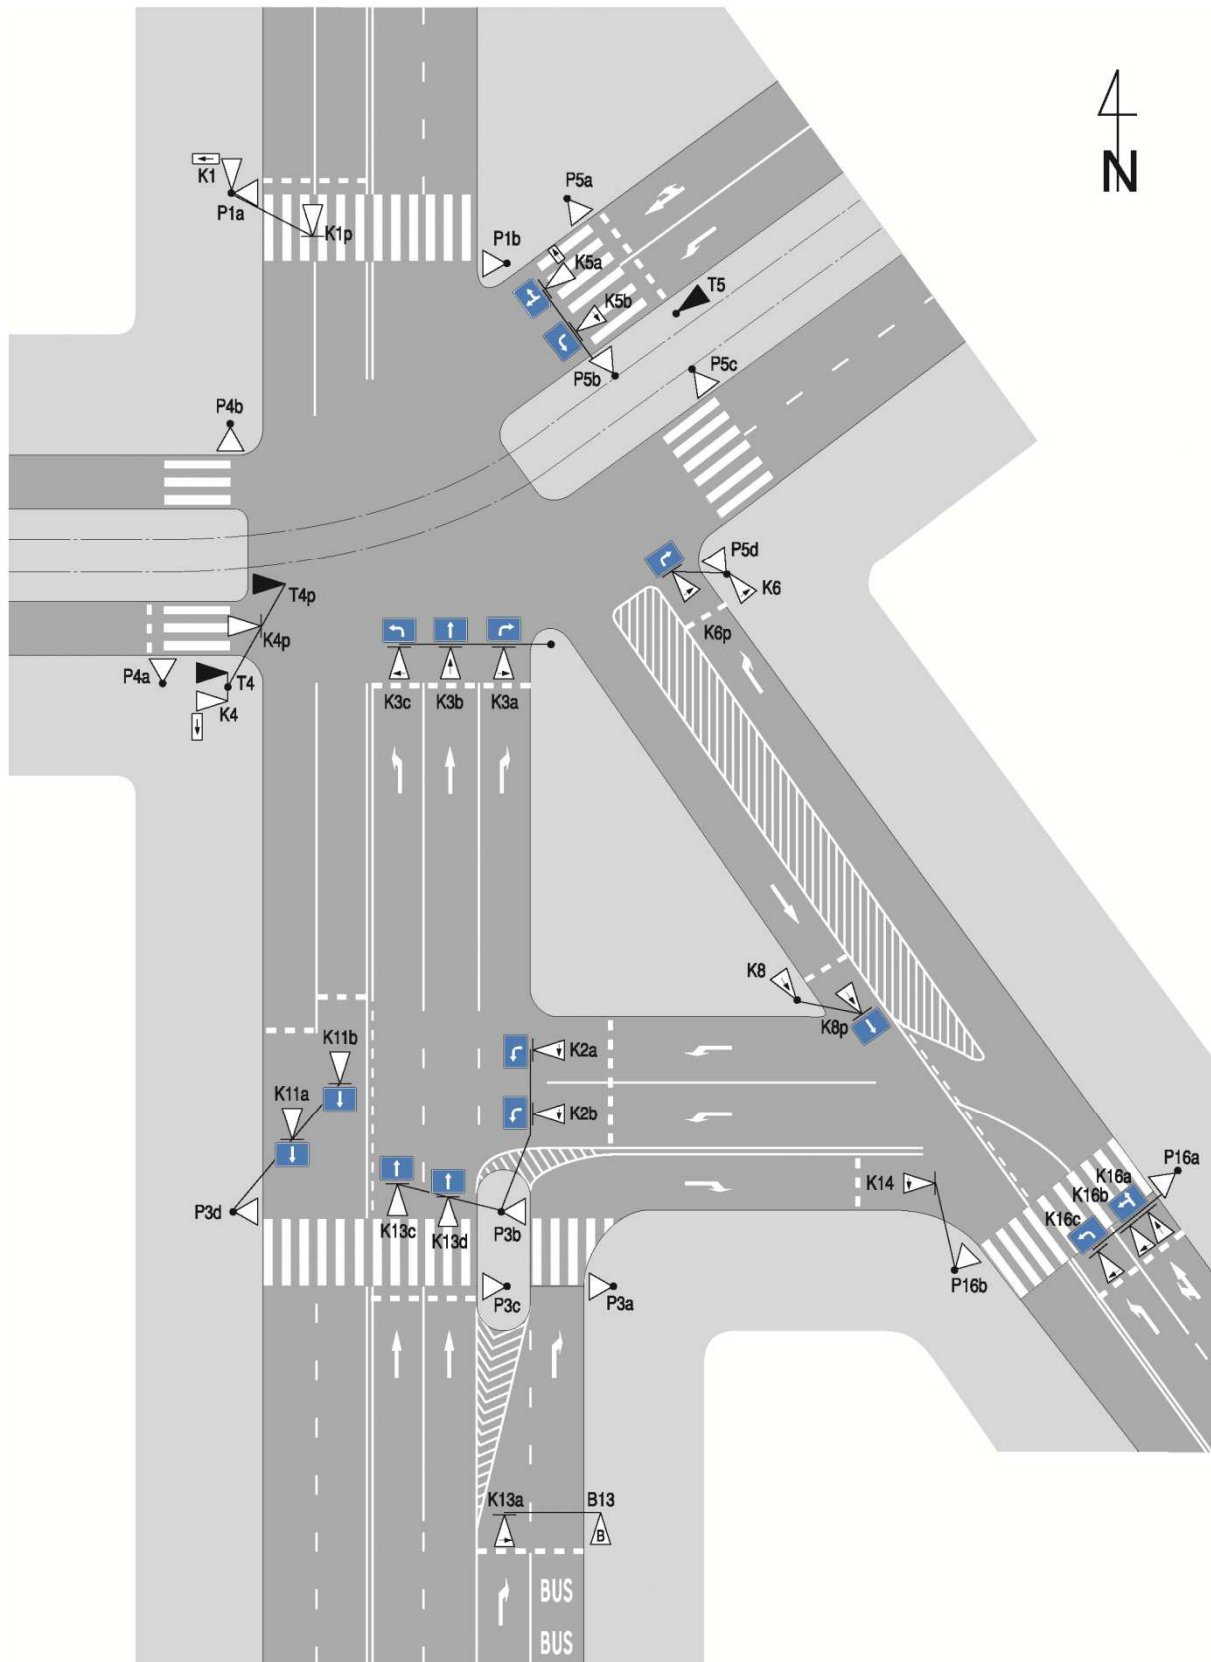 N
K1
P1a
K1p
P5a
P1b
K5a
K5b
T5
P5b
P5c
P4b
P5d
K6
K6p
T4p
K4p
P4a
T4
K4
K3c
K3b
K3a
K8
K8p
K11b
K11a
K2a
K2b
P3d
K13c
K13d
P3b
K14
P16a
K16a
K16b
K16c
P16b
P3c
P3a
K13a
B13
B
BUS
BUS